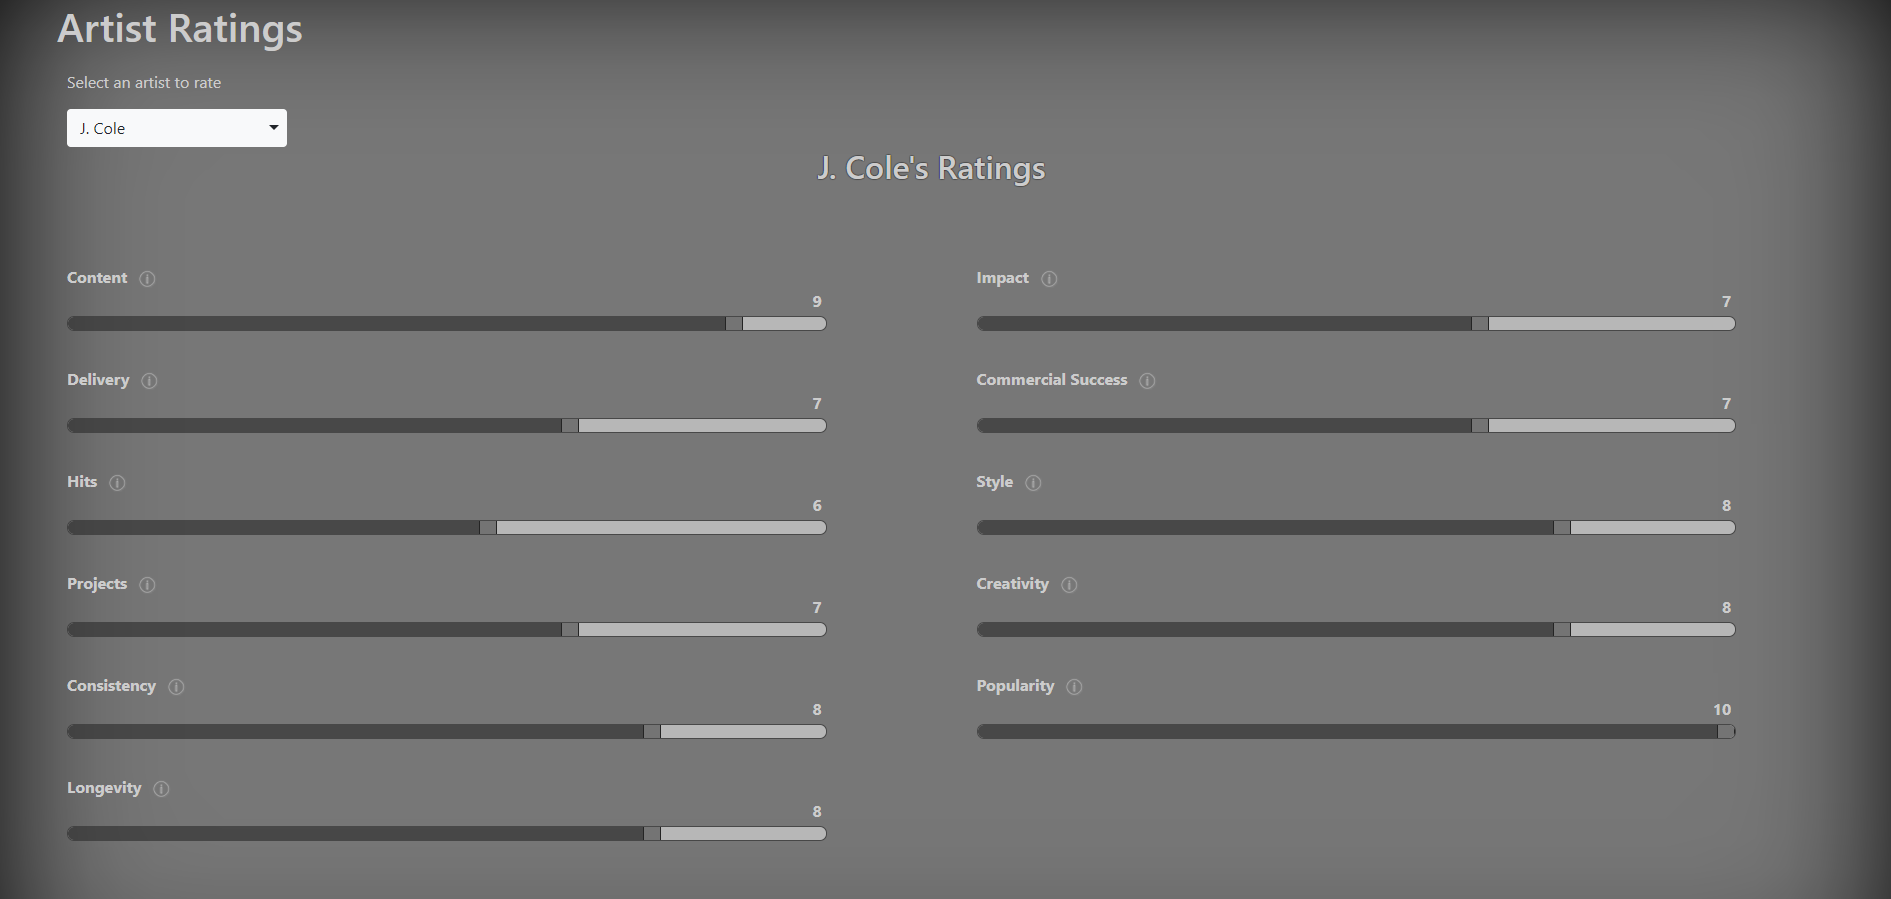 Artist Ratings
Select an artist to rate
J. Cole
J. Cole's Ratings
Content
9
Delivery
7
Hits
6
Projects
7
Consistency
8
Longevity
8
Impact
7
Commercial Success
7
Style
8
Creativity
8
Popularity
10